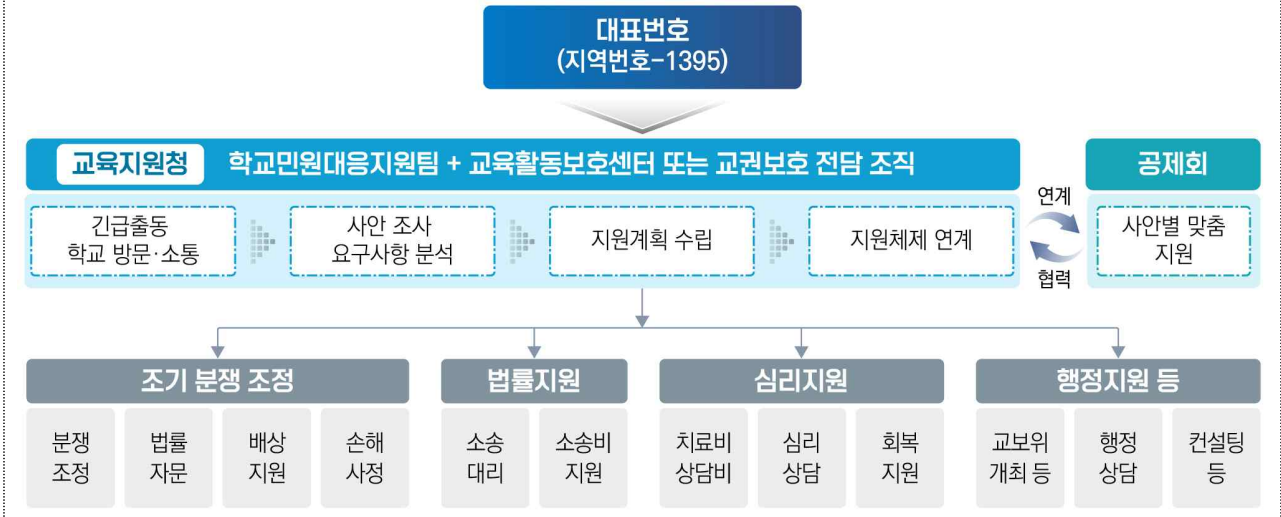 대표번호
(지역번호-1395)
교육지원청 학교민원대응지원팀 + 교육활동보호센터 또는 교권보호 전담 조직
긴급출동
학교 방문·소통
사안 조사
요구사항 분석
지원계획 수립
지원체제 연계
연계
협력
공제회
사안별 맞춤
지원
조기 분쟁 조정
분쟁
조정
법률
자문
배상
지원
손해
사정
법률지원
소송
대리
소송비
지원
심리지원
치료비
상담비
심리
상담
회복
지원
행정지원 등
교보위
개최 등
행정
상담
컨설팅
등